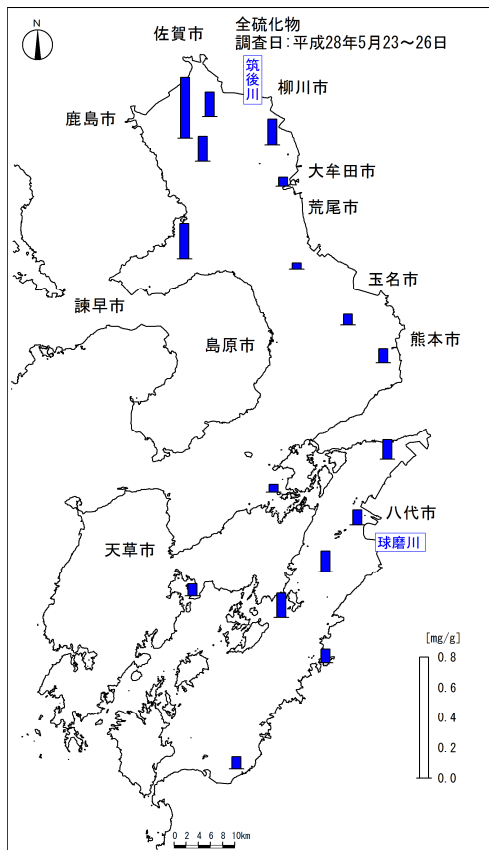 N
全硫化物
調査日:平成28年5月23~26日
佐賀市
筑後川
柳川市
鹿島市
大牟田市
荒尾市
玉名市
諫早市
島原市
熊本市
八代市
球磨川
天草市
[mg/g]
0.8
0.6
0.4
0.2
0.0
0 2 4 6 8 10km